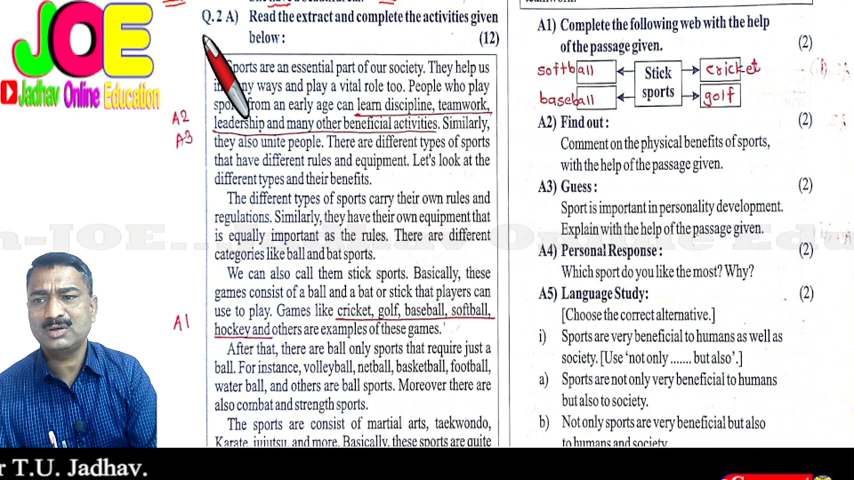 JOE
Jadhav Online Education
Q.2 A) Read the extract and complete the activities given
below : (12)
Sports are an essential part of our society. They help us
in many ways and play a vital role too. People who play
from an early age can learn discipline, teamwork,
leadership and many other beneficial activities. Similarly,
they also unite people. There are different types of sports
that have different rules and equipment. Let's look at the
different types and their benefits.
The different types of sports carry their own rules and
regulations. Similarly, they have their own equipment that
is equally important as the rules. There are different
categories like ball and bat sports.
We can also call them stick sports. Basically, these
games consist of a ball and a bat or stick that players can
use to play. Games like cricket, golf, baseball, softball,
hockey and others are examples of these games.
After that, there are ball only sports that require just a
ball. For instance, volleyball, netball, basketball, football,
water ball, and others are ball sports. Moreover there are
also combat and strength sports.
The sports are consist of martial arts, taekwondo,
Karate, jujutsu, and more. Basically, these sports are quite
A2
A3
A1
A1) Complete the following web with the help
of the passage given. (2)
softball Stick cricket
baseball sports golf
A2) Find out: (2)
Comment on the physical benefits of sports,
with the help of the passage given.
A3) Guess: (2)
Sport is important in personality development.
Explain with the help of the passage given.
A4) Personal Response: (2)
Which sport do you like the most? Why?
A5) Language Study: (2)
[Choose the correct alternative.]
i) Sports are very beneficial to humans as well as
society. [Use 'not only ....... but also'.]
a) Sports are not only very beneficial to humans
but also to society.
b) Not only sports are very beneficial but also
to humans and society.
r T.U. Jadhav.